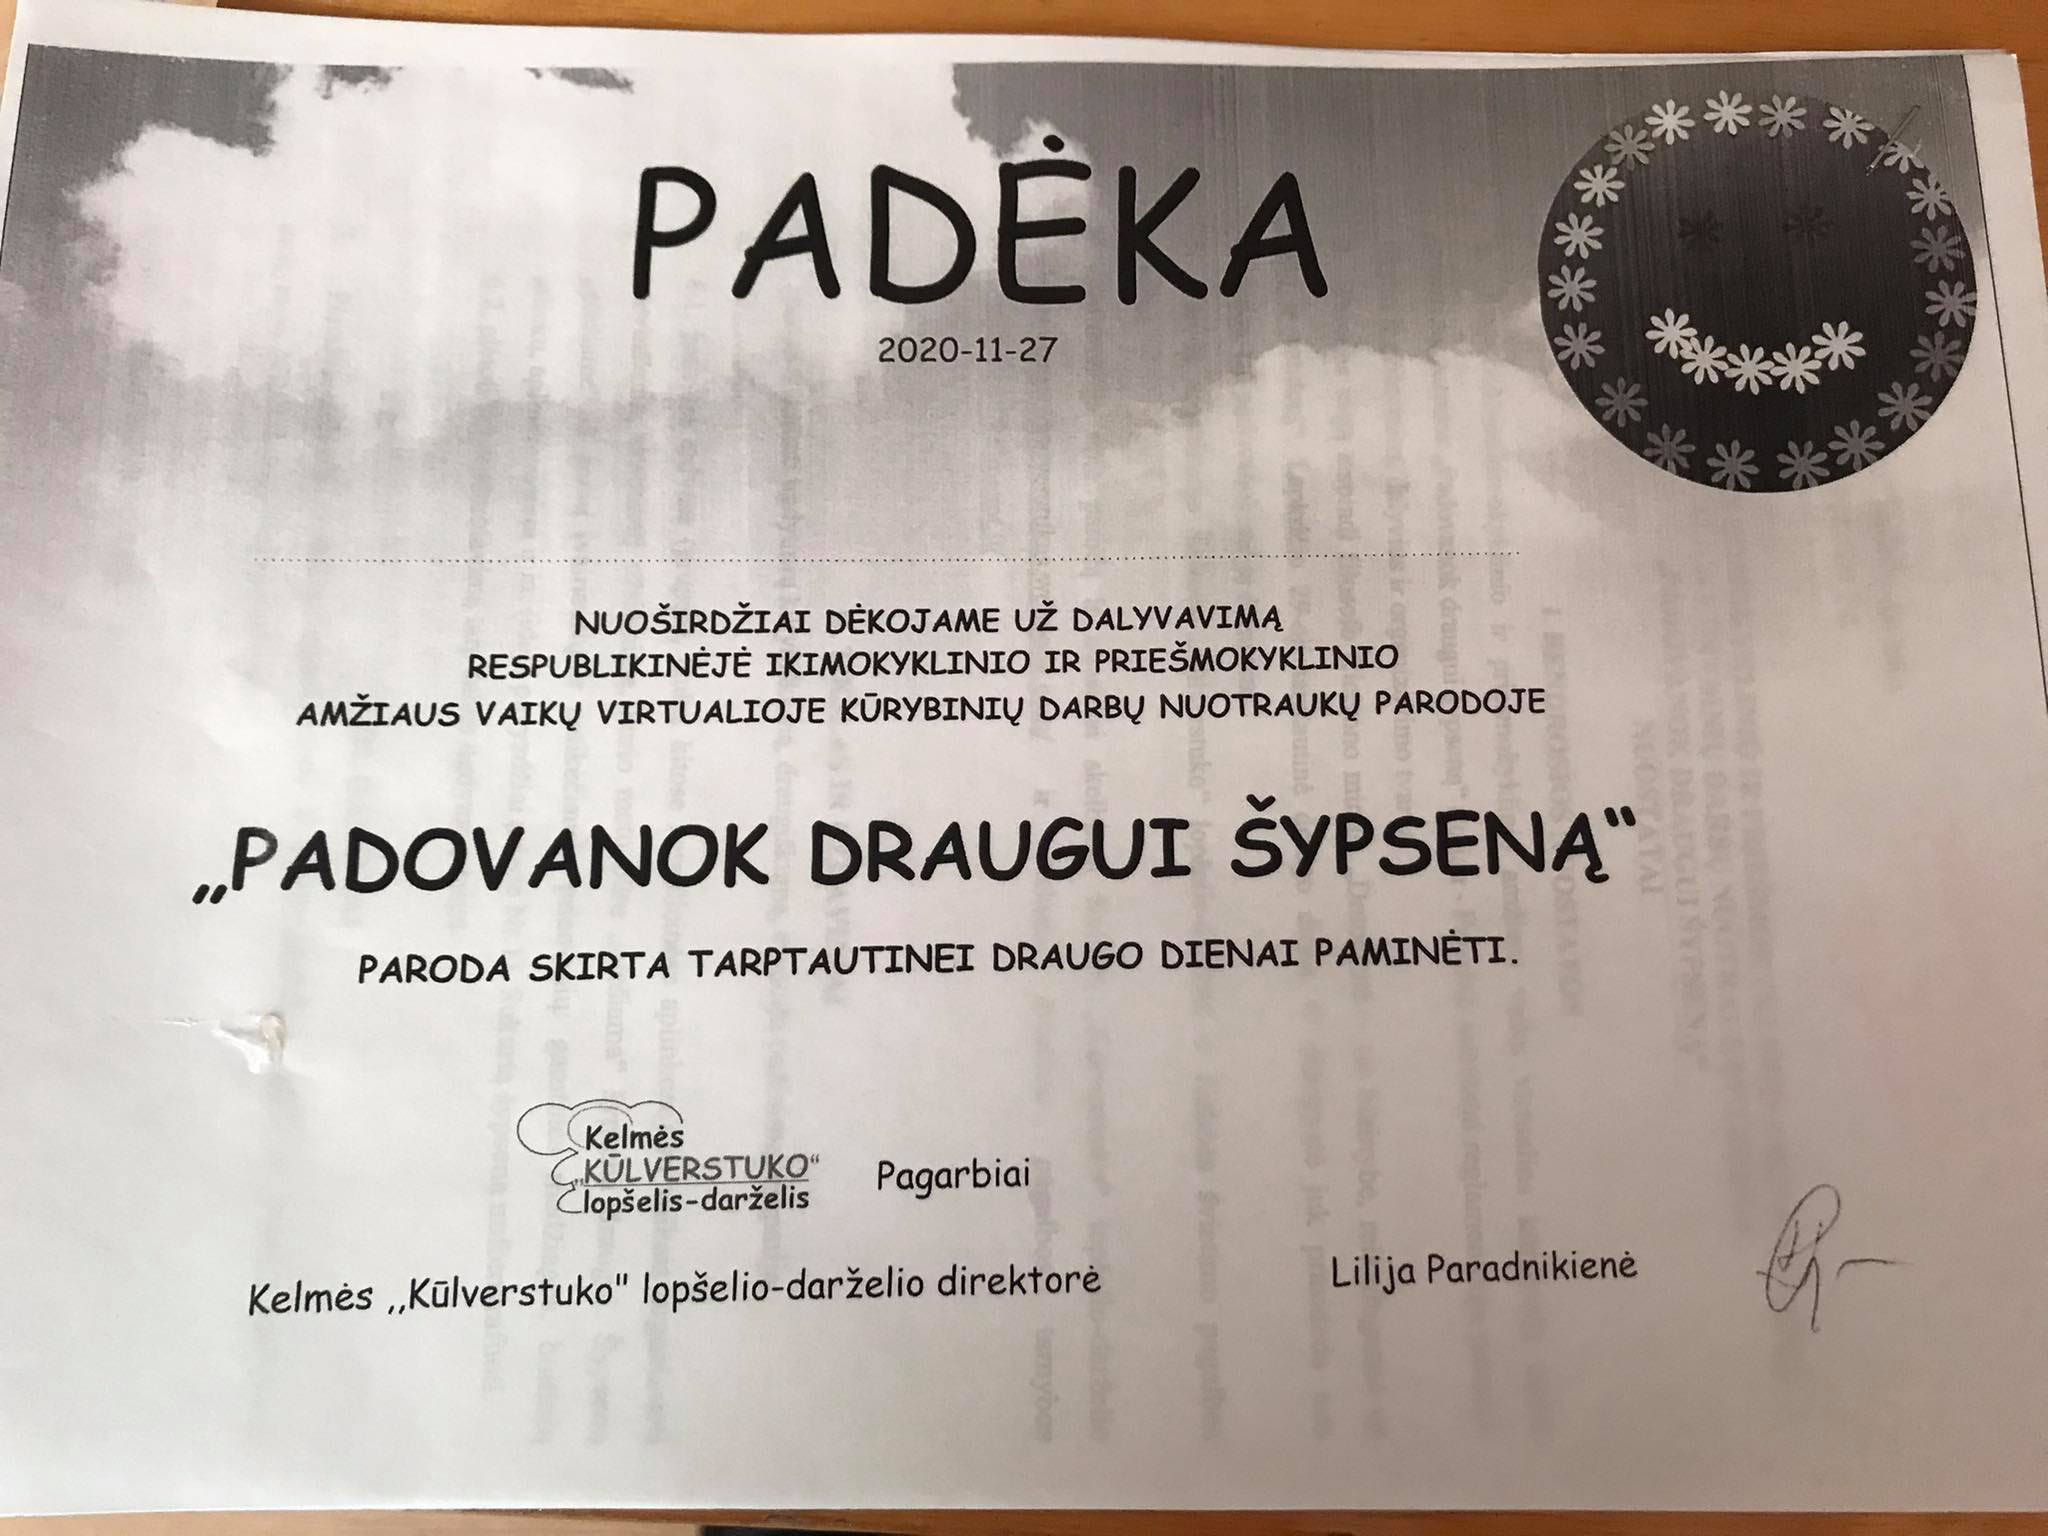 PADĖKA
2020-11-27
NUOŠIRDŽIAI DĖKOJAME UŽ DALYVAVIMĄ
RESPUBLIKINĖJĖ IKIMOKYKLINIO IR PRIEŠMOKYKLINIO
AMŽIAUS VAIKŲ VIRTUALIOJE KŪRYBINIŲ DARBŲ NUOTRAUKŲ PARODOJE
„PADOVANOK DRAUGUI ŠYPSENĄ“
PARODA SKIRTA TARPTAUTINEI DRAUGO DIENAI PAMINĖTI.
Kelmės
„KŪLVERSTUKO“
lopšelis-darželis
Pagarbiai
Kelmės ,,Kūlverstuko" lopšelio-darželio direktorė Lilija Paradnikienė